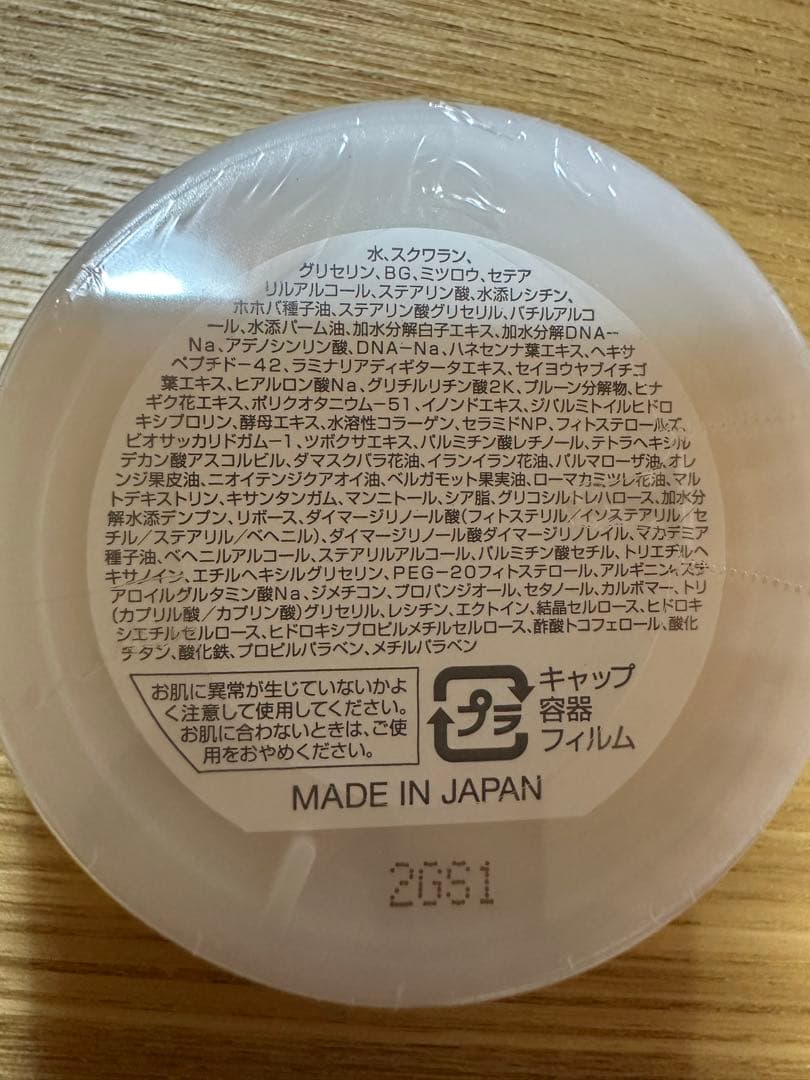 水、スクワラン、
グリセリン、BG、ミツロウ、セテア
リルアルコール、ステアリン酸、水添レシチン、
ホホバ種子油、ステアリン酸グリセリル、バチルアルコ
ール、水添パーム油、加水分解白子エキス、加水分解DNA-
Na、アデノシンリン酸、DNA-Na、ハネセンナ葉エキス、ヘキサ
ペプチド-42、ラミナリアディギタータエキス、セイヨウヤブイチゴ
葉エキス、ヒアルロン酸Na、グリチルリチン酸2K、プルーン分解物、ヒナ
ギク花エキス、ポリクオタニウム-51、イノンドエキス、ジパルミトイルヒドロ
キシプロリン、酵母エキス、水溶性コラーゲン、セラミドNP、フィトステロールズ、
ビオサッカリドガム-1、ツボクサエキス、パルミチン酸レチノール、テトラヘキシル
デカン酸アスコルビル、ダマスクバラ花油、イランイラン花油、パルマローザ油、オレ
ンジ果皮油、ニオイテンジクアオイ油、ベルガモット果実油、ローマカミツレ花油、マル
トデキストリン、キサンタンガム、マンニトール、シア脂、グリコシルトレハロース、加水分
解水添デンプン、リボース、ダイマージリノール酸(フィトステリル/イソステアリル/セ
チル/ステアリル/ベヘニル)、ダイマージリノール酸ダイマージリノレイル、マカデミア
種子油、ベヘニルアルコール、ステアリルアルコール、パルミチン酸セチル、トリエチルヘ
キサノイン、エチルヘキシルグリセリン、PEG-20フィトステロール、アルギニン、ステ
アロイルグルタミン酸Na、ジメチコン、プロパンジオール、セタノール、カルボマー、トリ
(カプリル酸/カプリン酸)グリセリル、レシチン、エクトイン、結晶セルロース、ヒドロキ
シエチルセルロース、ヒドロキシプロピルメチルセルロース、酢酸トコフェロール、酸化
チタン、酸化鉄、プロピルパラベン、メチルパラベン
お肌に異常が生じていないかよ
く注意して使用してください。
お肌に合わないときは、ご使
用をおやめください。
プラ
キャップ
容器
フィルム
MADE IN JAPAN
2GS1